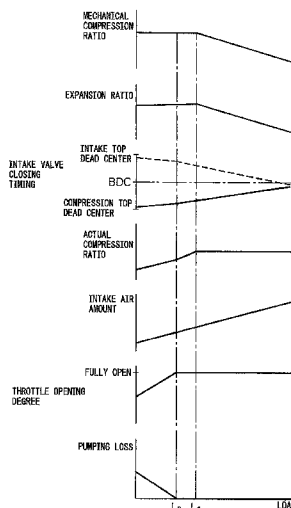 MECHANICAL
COMPRESSION
RATIO
EXPANSION RATIO
INTAKE TOP
DEAD CENTER
INTAKE VALVE
CLOSING
TIMING
BDC
COMPRESSION TOP
DEAD CENTER
ACTUAL
COMPRESSION
RATIO
INTAKE AIR
AMOUNT
FULLY OPEN
THROTTLE OPENING
DEGREE
PUMPING LOSS
LOA